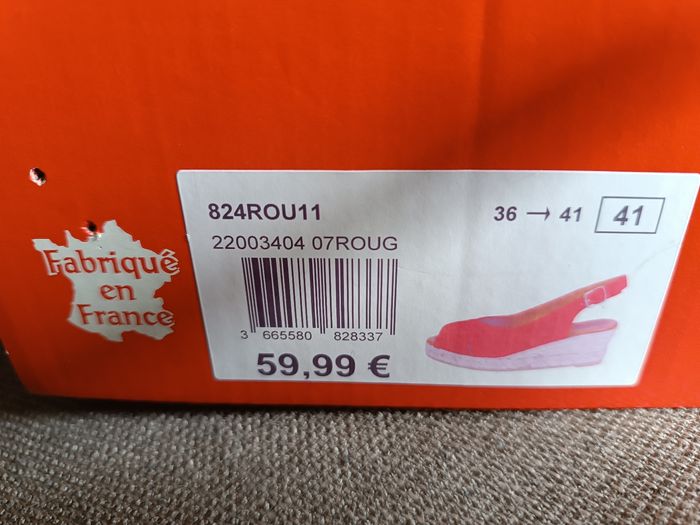 824ROU11
36 → 41 41
22003404 07ROUG
3 665580 828337
59,99 €
Fabriqué
en
France